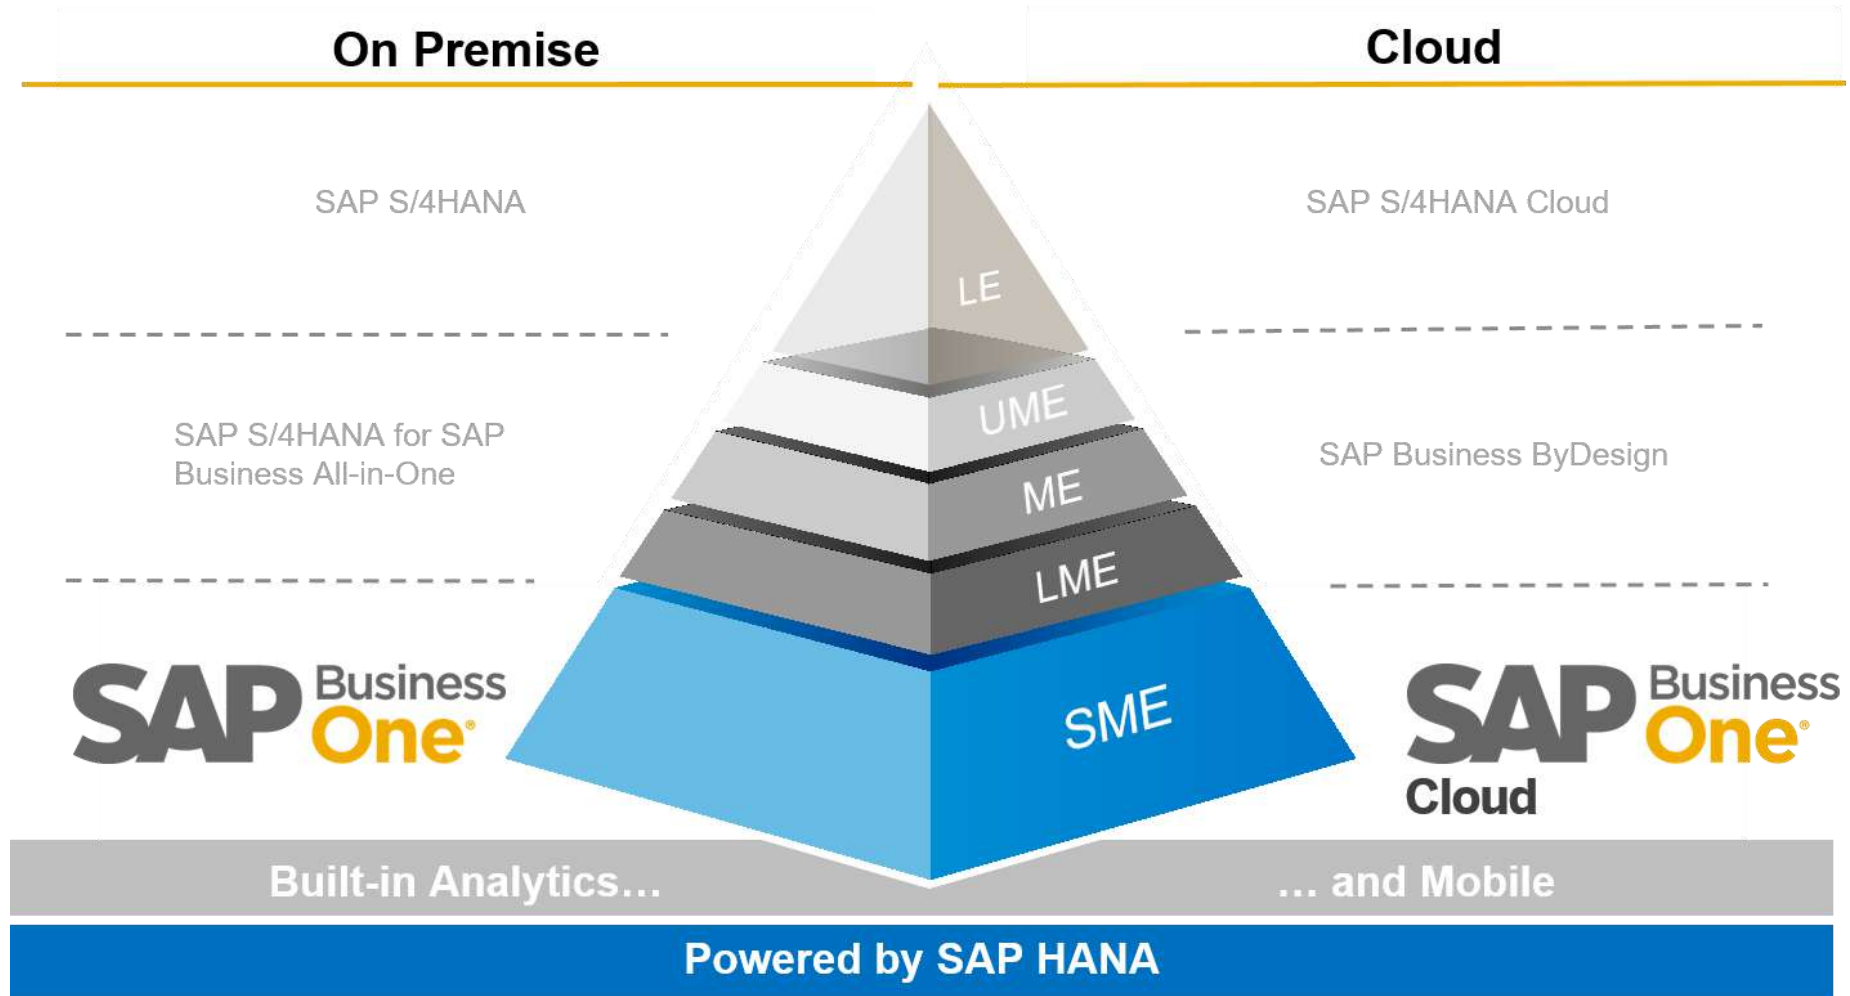 On Premise
Cloud
SAP S/4HANA
SAP S/4HANA Cloud
LE
UME
SAP S/4HANA for SAP
Business All-in-One
SAP Business ByDesign
ME
LME
SAP Business One®
SME
SAP Business One®
Cloud
Built-in Analytics...
... and Mobile
Powered by SAP HANA